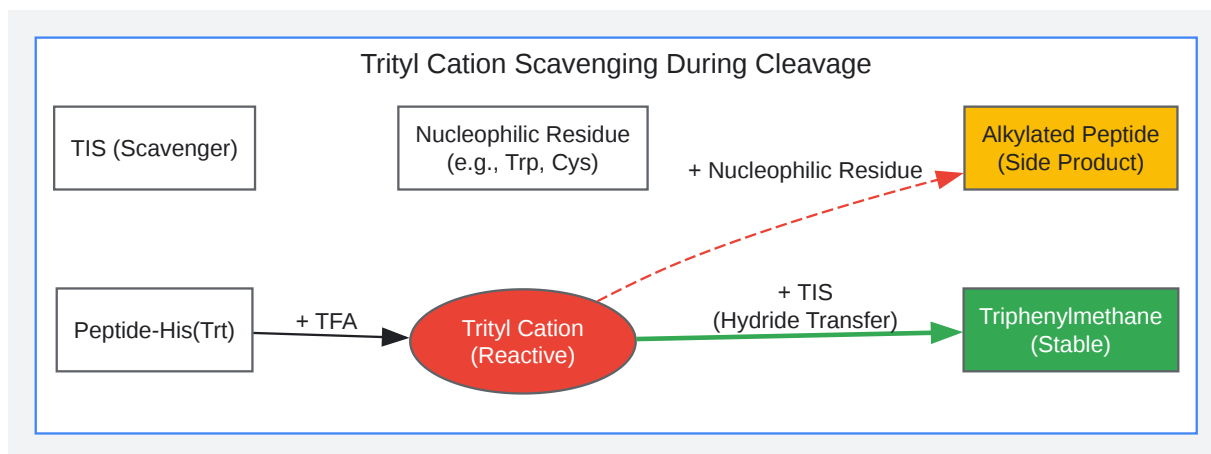 Trityl Cation Scavenging During Cleavage
TIS (Scavenger)
Nucleophilic Residue
(e.g., Trp, Cys)
Alkylated Peptide
(Side Product)
+ Nucleophilic Residue
Peptide-His(Trt)
+ TFA
Trityl Cation
(Reactive)
+ TIS
(Hydride Transfer)
Triphenylmethane
(Stable)